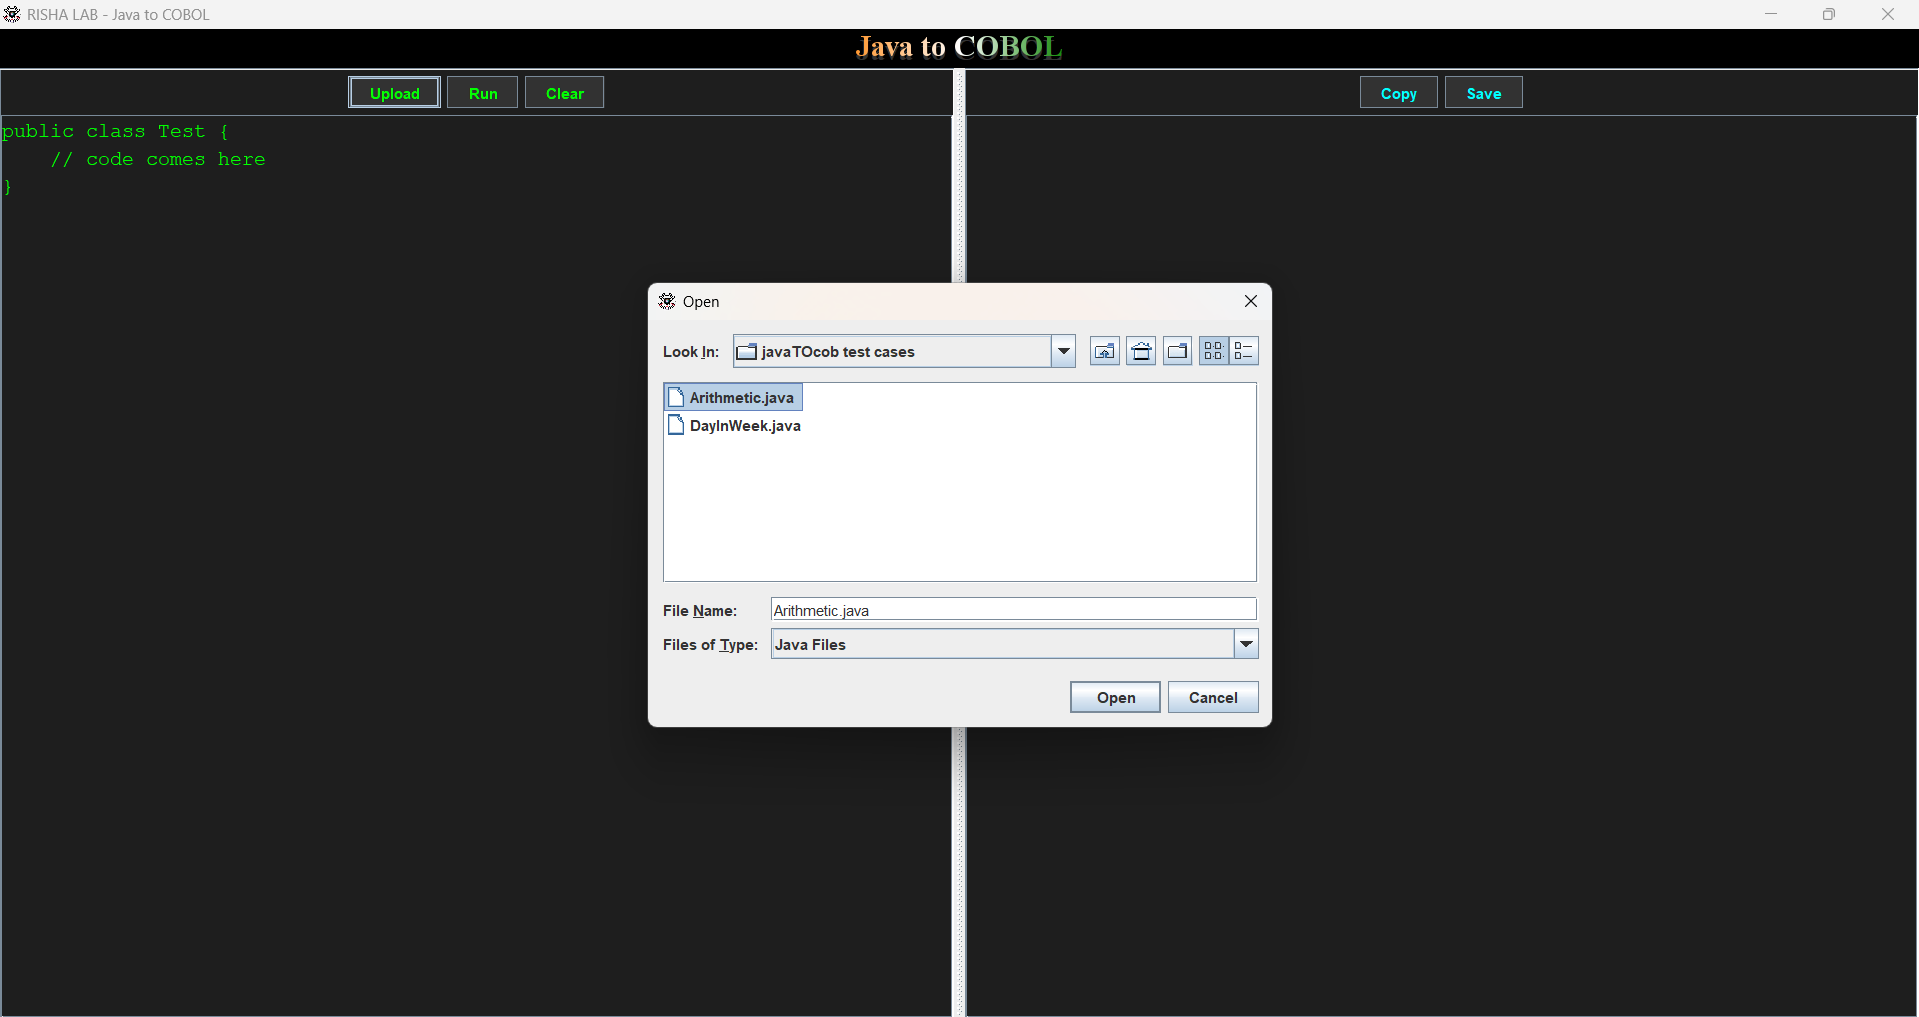 RISHA LAB - Java to COBOL
Java to COBOL
Upload Run Clear
Copy Save
public class Test {
    // code comes here
}
Open
Look In: javaTOcob test cases
Arithmetic.java
DayInWeek.java
File Name: Arithmetic.java
Files of Type: Java Files
Open Cancel